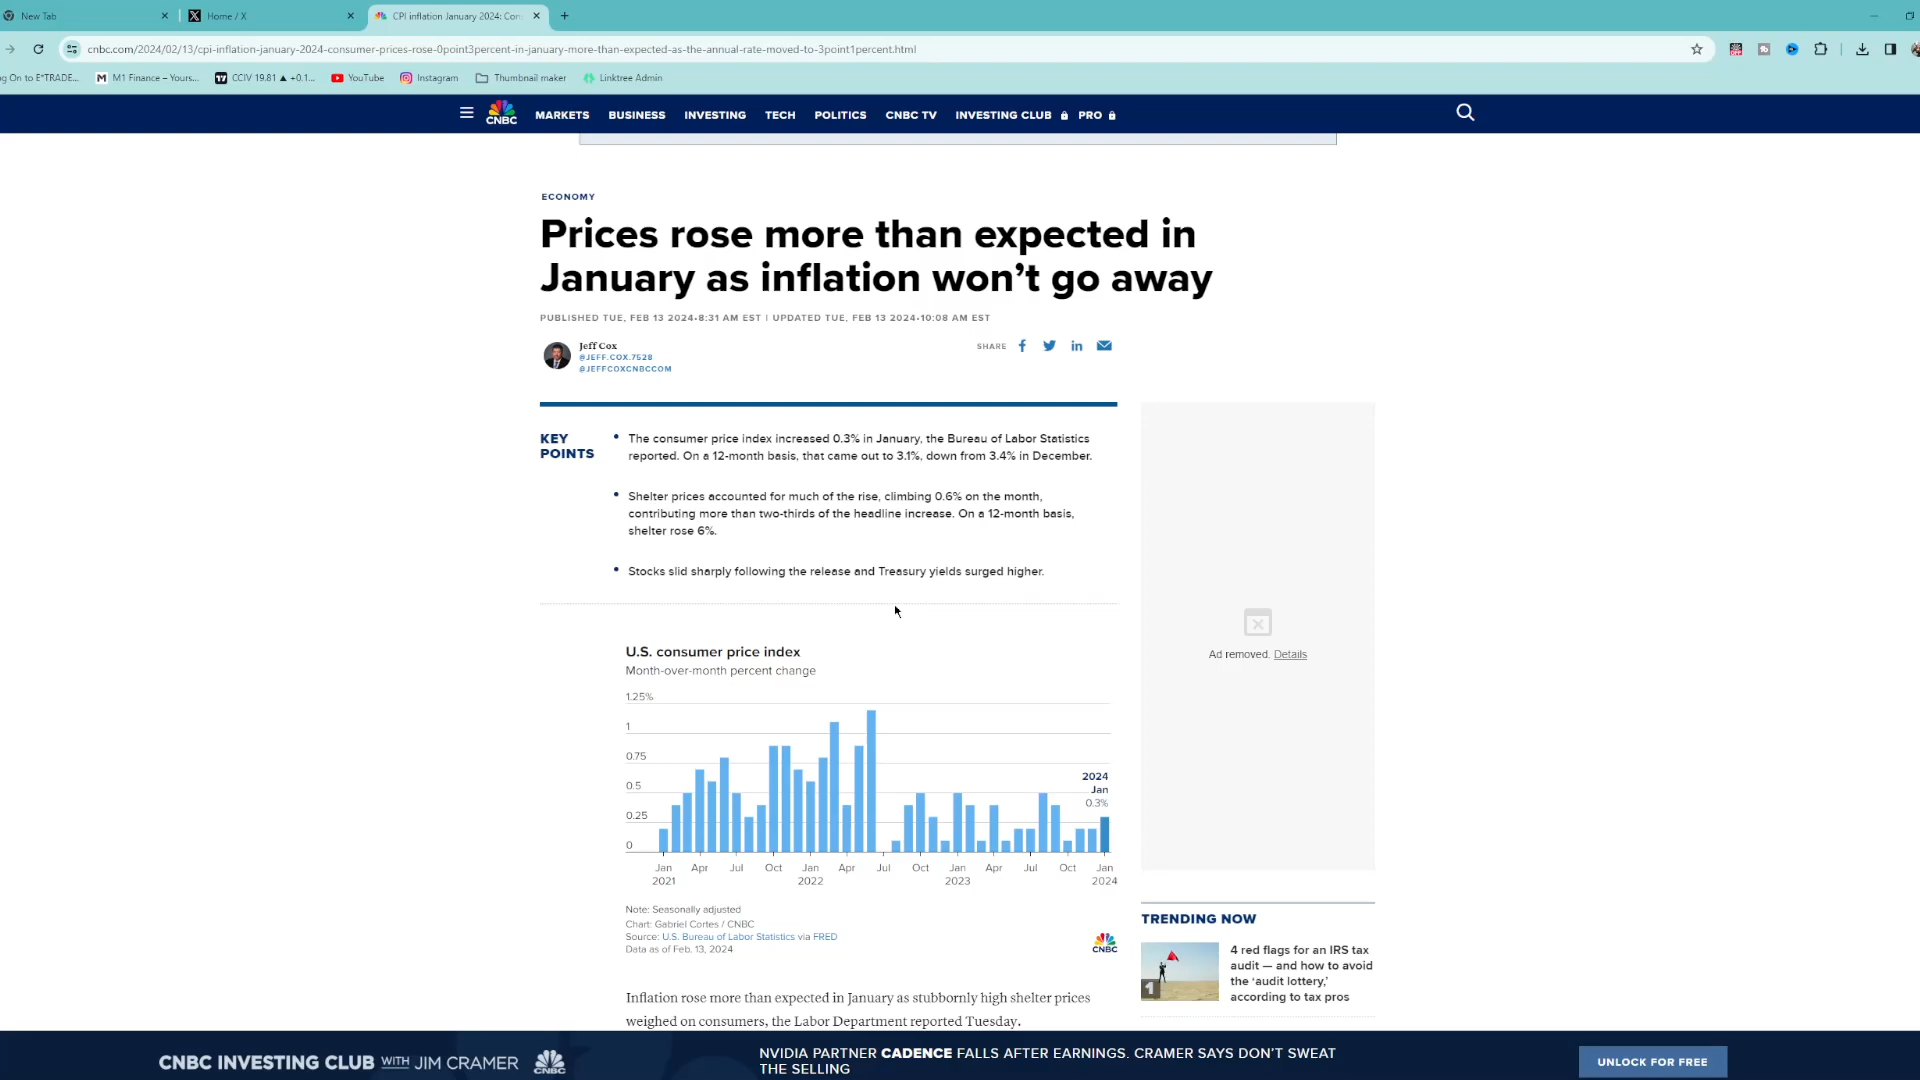 New Tab
Home / X
CPI inflation January 2024: Con
cnbc.com/2024/02/13/cpi-inflation-january-2024-consumer-prices-rose-0point3percent-in-january-more-than-expected-as-the-annual-rate-moved-to-3point1percent.html
g On to E*TRADE...
M1 Finance – Yours...
CCIV 19.81 ▲ +0.1...
YouTube
Instagram
Thumbnail maker
Linktree Admin
CNBC
MARKETS
BUSINESS
INVESTING
TECH
POLITICS
CNBC TV
INVESTING CLUB
PRO
ECONOMY
Prices rose more than expected in
January as inflation won't go away
PUBLISHED TUE, FEB 13 2024•8:31 AM EST | UPDATED TUE, FEB 13 2024•10:08 AM EST
Jeff Cox
@JEFF.COX.7528
@JEFFCOXCNBCCOM
SHARE
KEY
POINTS
The consumer price index increased 0.3% in January, the Bureau of Labor Statistics
reported. On a 12-month basis, that came out to 3.1%, down from 3.4% in December.
Shelter prices accounted for much of the rise, climbing 0.6% on the month,
contributing more than two-thirds of the headline increase. On a 12-month basis,
shelter rose 6%.
Stocks slid sharply following the release and Treasury yields surged higher.
Ad removed. Details
U.S. consumer price index
Month-over-month percent change
1.25%
1
0.75
0.5
0.25
0
2024
Jan
0.3%
Jan Apr Jul Oct Jan Apr Jul Oct Jan Apr Jul Oct Jan
2021 2022 2023 2024
Note: Seasonally adjusted
Chart: Gabriel Cortes / CNBC
Source: U.S. Bureau of Labor Statistics via FRED
Data as of Feb. 13, 2024
CNBC
Inflation rose more than expected in January as stubbornly high shelter prices
weighed on consumers, the Labor Department reported Tuesday.
TRENDING NOW
1
4 red flags for an IRS tax
audit — and how to avoid
the 'audit lottery,'
according to tax pros
CNBC INVESTING CLUB WITH JIM CRAMER
CNBC
NVIDIA PARTNER CADENCE FALLS AFTER EARNINGS. CRAMER SAYS DON'T SWEAT
THE SELLING
UNLOCK FOR FREE